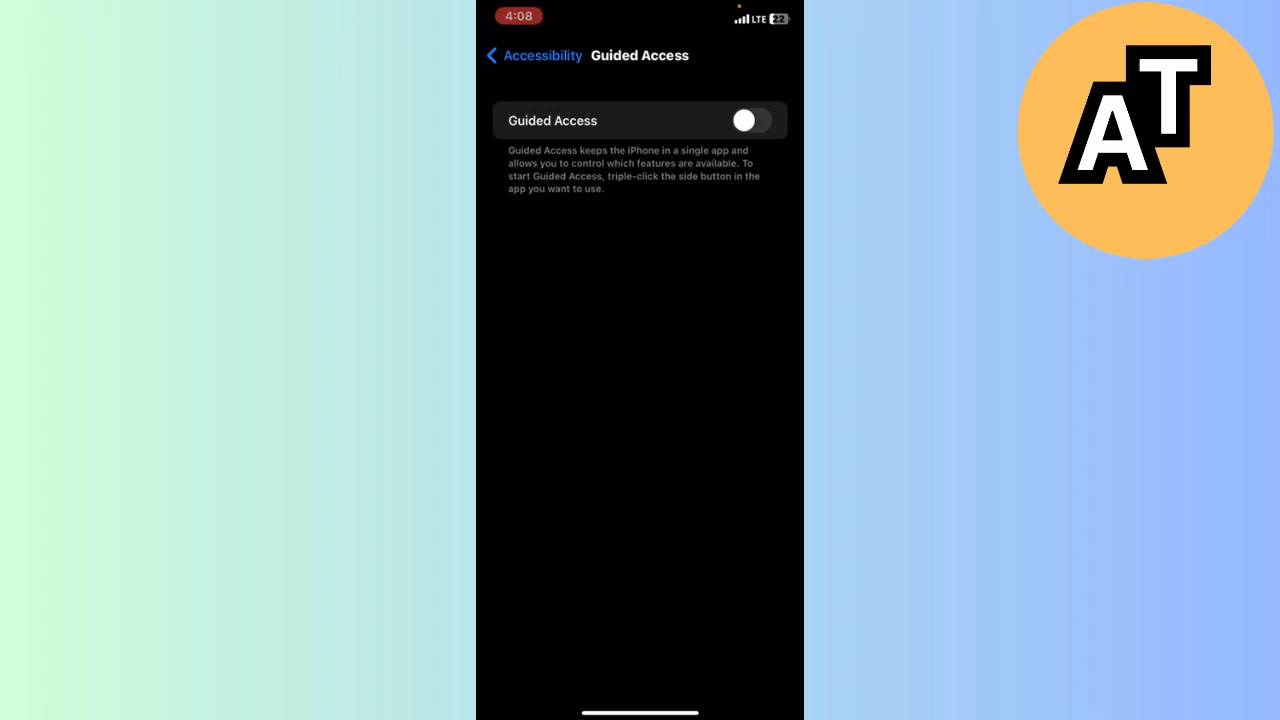 4:08
LTE 22
Accessibility Guided Access
Guided Access
Guided Access keeps the iPhone in a single app and
allows you to control which features are available. To
start Guided Access, triple-click the side button in the
app you want to use.
AT